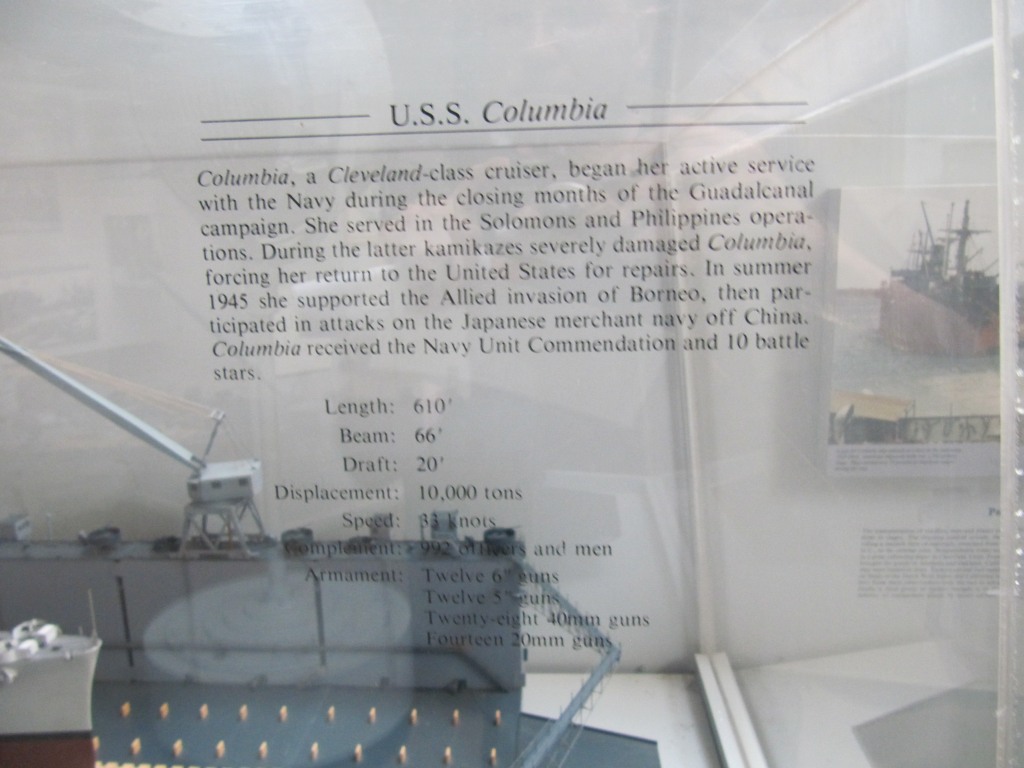 U.S.S. Columbia
Columbia, a Cleveland-class cruiser, began her active service
with the Navy during the closing months of the Guadalcanal
campaign. She served in the Solomons and Philippines opera-
tions. During the latter kamikazes severely damaged Columbia,
forcing her return to the United States for repairs. In summer
1945 she supported the Allied invasion of Borneo, then par-
ticipated in attacks on the Japanese merchant navy off China.
Columbia received the Navy Unit Commendation and 10 battle
stars.
Length: 610'
Beam: 66'
Draft: 20'
Displacement: 10,000 tons
Speed: 33 knots
Complement: 992 officers and men
Armament: Twelve 6" guns
Twelve 5" guns
Twenty-eight 40mm guns
Fourteen 20mm guns